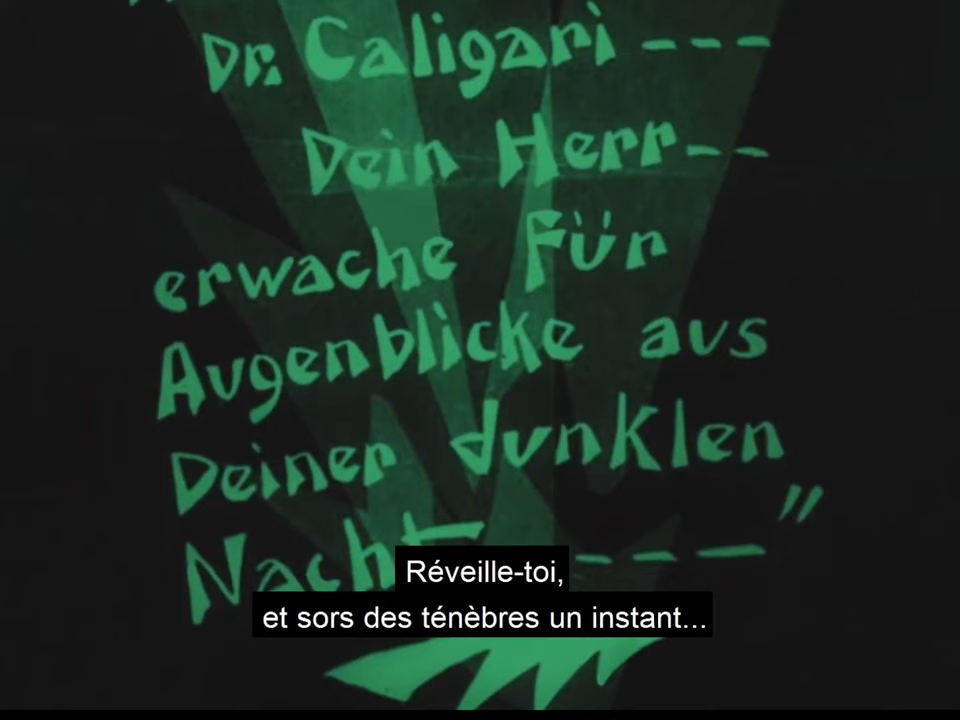 Dr. Caligari ---
Dein Herr--
erwache für
Augenblicke aus
Deiner dunklen
Nacht ---"
Réveille-toi,
et sors des ténèbres un instant...